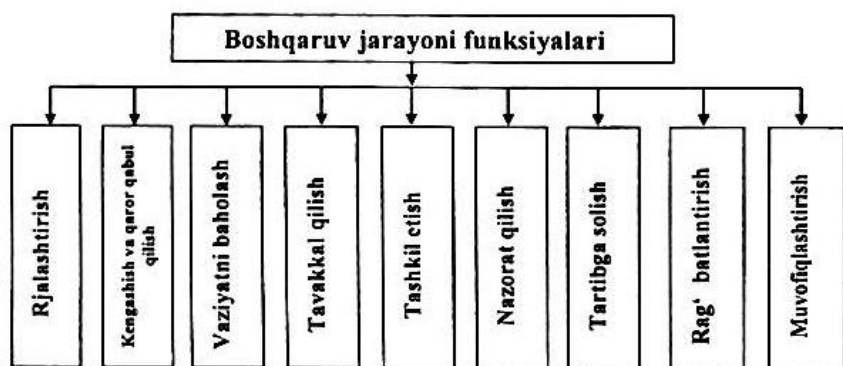 Boshqaruv jarayoni funksiyalari
Rjalashtirish
Kengashish va qaror qabul
qilish
Vaziyatni baholash
Tavakkal qilish
Tashkil etish
Nazorat qilish
Tartibga solish
Rag‘ batlantirish
Muvofiqlashtirish